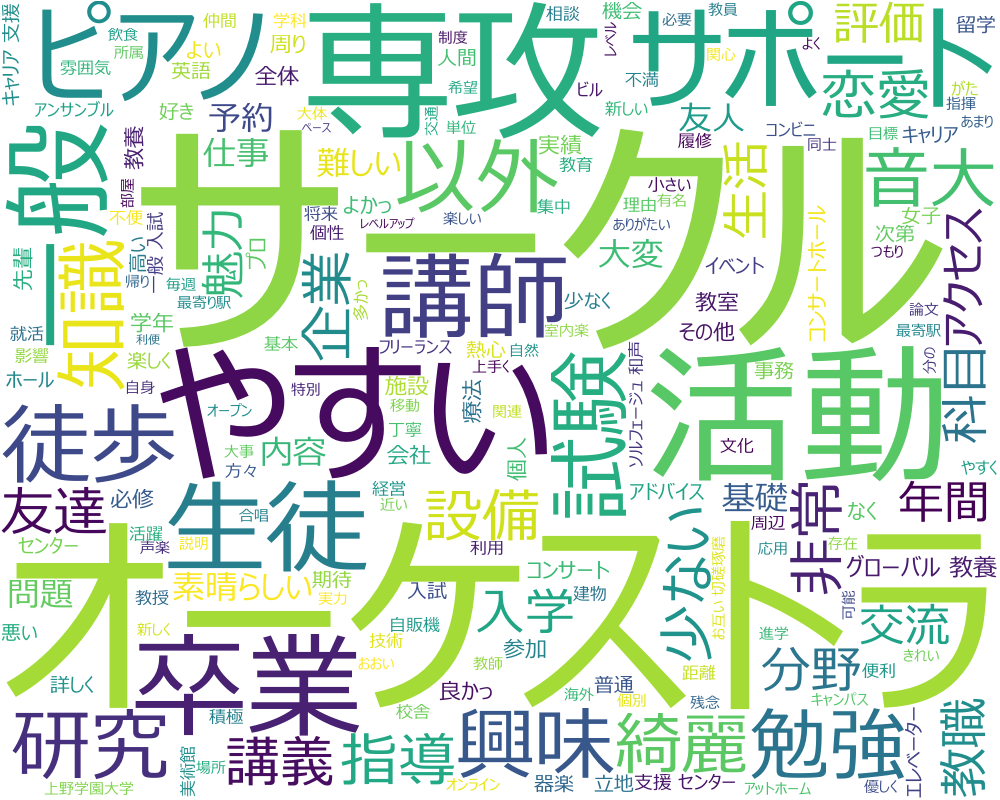 サークル
オーケストラ
専攻
活動
やすい
卒業
ピアノ
サポート
一般
以外
講師
生徒
徒歩
研究
興味
勉強
知識
試験
音大
恋愛
評価
生活
友人
大変
企業
魅力
仕事
予約
難しい
全体
英語
雰囲気
キャリア 支援
飲食
所属
仲間
よい
学科
周り
相談
制度
人間
希望
機会
レベル
不満
ビル
新しい
必要
関心
教員
よく
留学
がた
指揮
あまり
アンサンブル
好き
大体
ペース
交通
単位
実績
教育
集中
履修
コンビニ
同士
目標
キャリア
教養
部屋
不便
高い
帰り
一般 入試
プロ
毎週
最寄り駅
よかっ
将来
個性
レベルアップ
楽しい
小さい
理由
有名
ありがたい
イベント
コンサートホール
女子
次第
つもり
アクセス
先輩
就活
影響
ホール
学年
利便
楽しく
自身
基本
多かっ
フリーランス
熱心
上手く
室内楽
自然
少なく
教室
その他
論文
最寄駅
分の
科目
オープン
特別
施設
移動
療法
関連
ソルフェージュ 和声
事務
文化
やすく
大事
方々
内容
会社
丁寧
個人
アドバイス
基礎
周辺
非常
なく
年間
友達
必修
活躍
合唱
経営
近い
設備
利用
センター
声楽
説明
素晴らしい
期待
実力
自販機
入試
コンサート
建物
入学
少ない
お互い 切磋琢磨
応用
存在
グローバル 教養
問題
教授
新しく
技術
おおい
教師
参加
進学
可能
交流
きれい
悪い
詳しく
積極
校舎
良かっ
海外
普通
個別
距離
残念
分野
便利
キャンパス
美術館
場所
講義
指導
綺麗
上野学園大学
オンライン
器楽
立地
支援 センター
アットホーム
優しく
エレベーター
教職